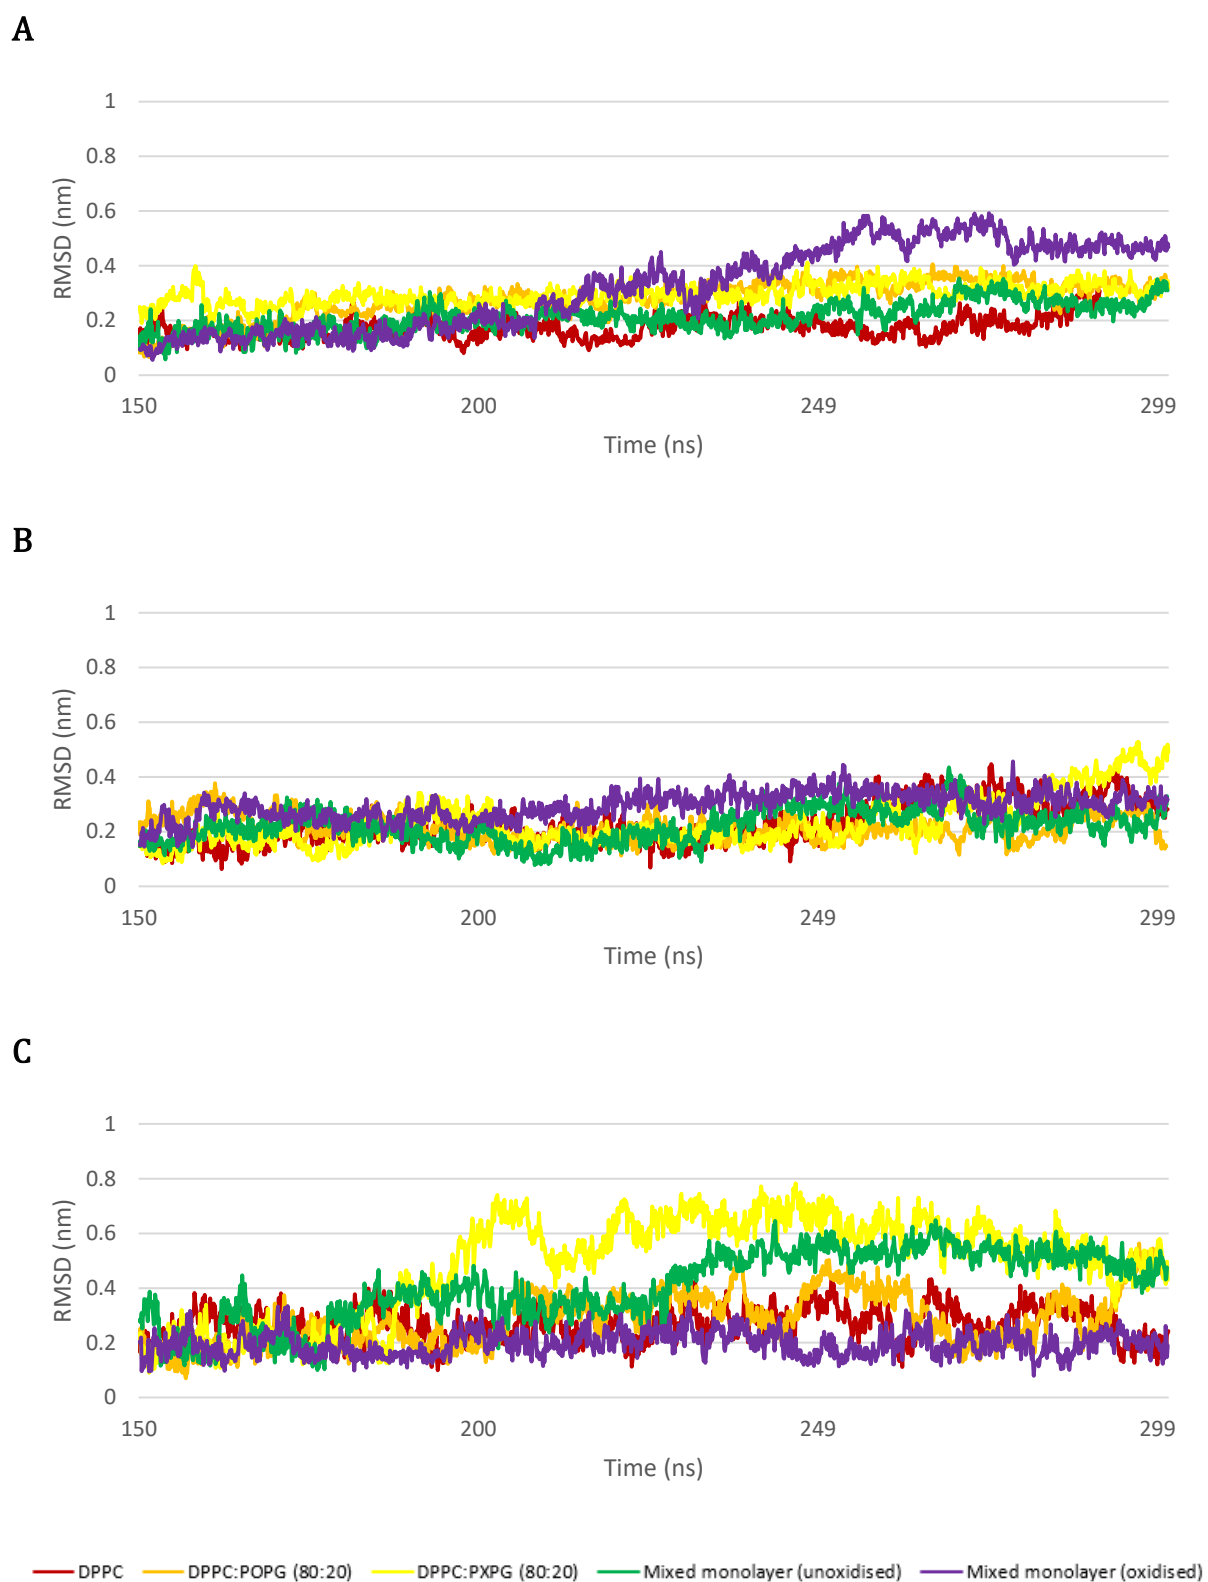 A
1
0.8
0.6
0.4
0.2
0
RMSD (nm)
150 200 249 299
Time (ns)
B
1
0.8
0.6
0.4
0.2
0
RMSD (nm)
150 200 249 299
Time (ns)
C
1
0.8
0.6
0.4
0.2
0
RMSD (nm)
150 200 249 299
Time (ns)
DPPC DPPC:POPG (80:20) DPPC:PXPG (80:20) Mixed monolayer (unoxidised) Mixed monolayer (oxidised)